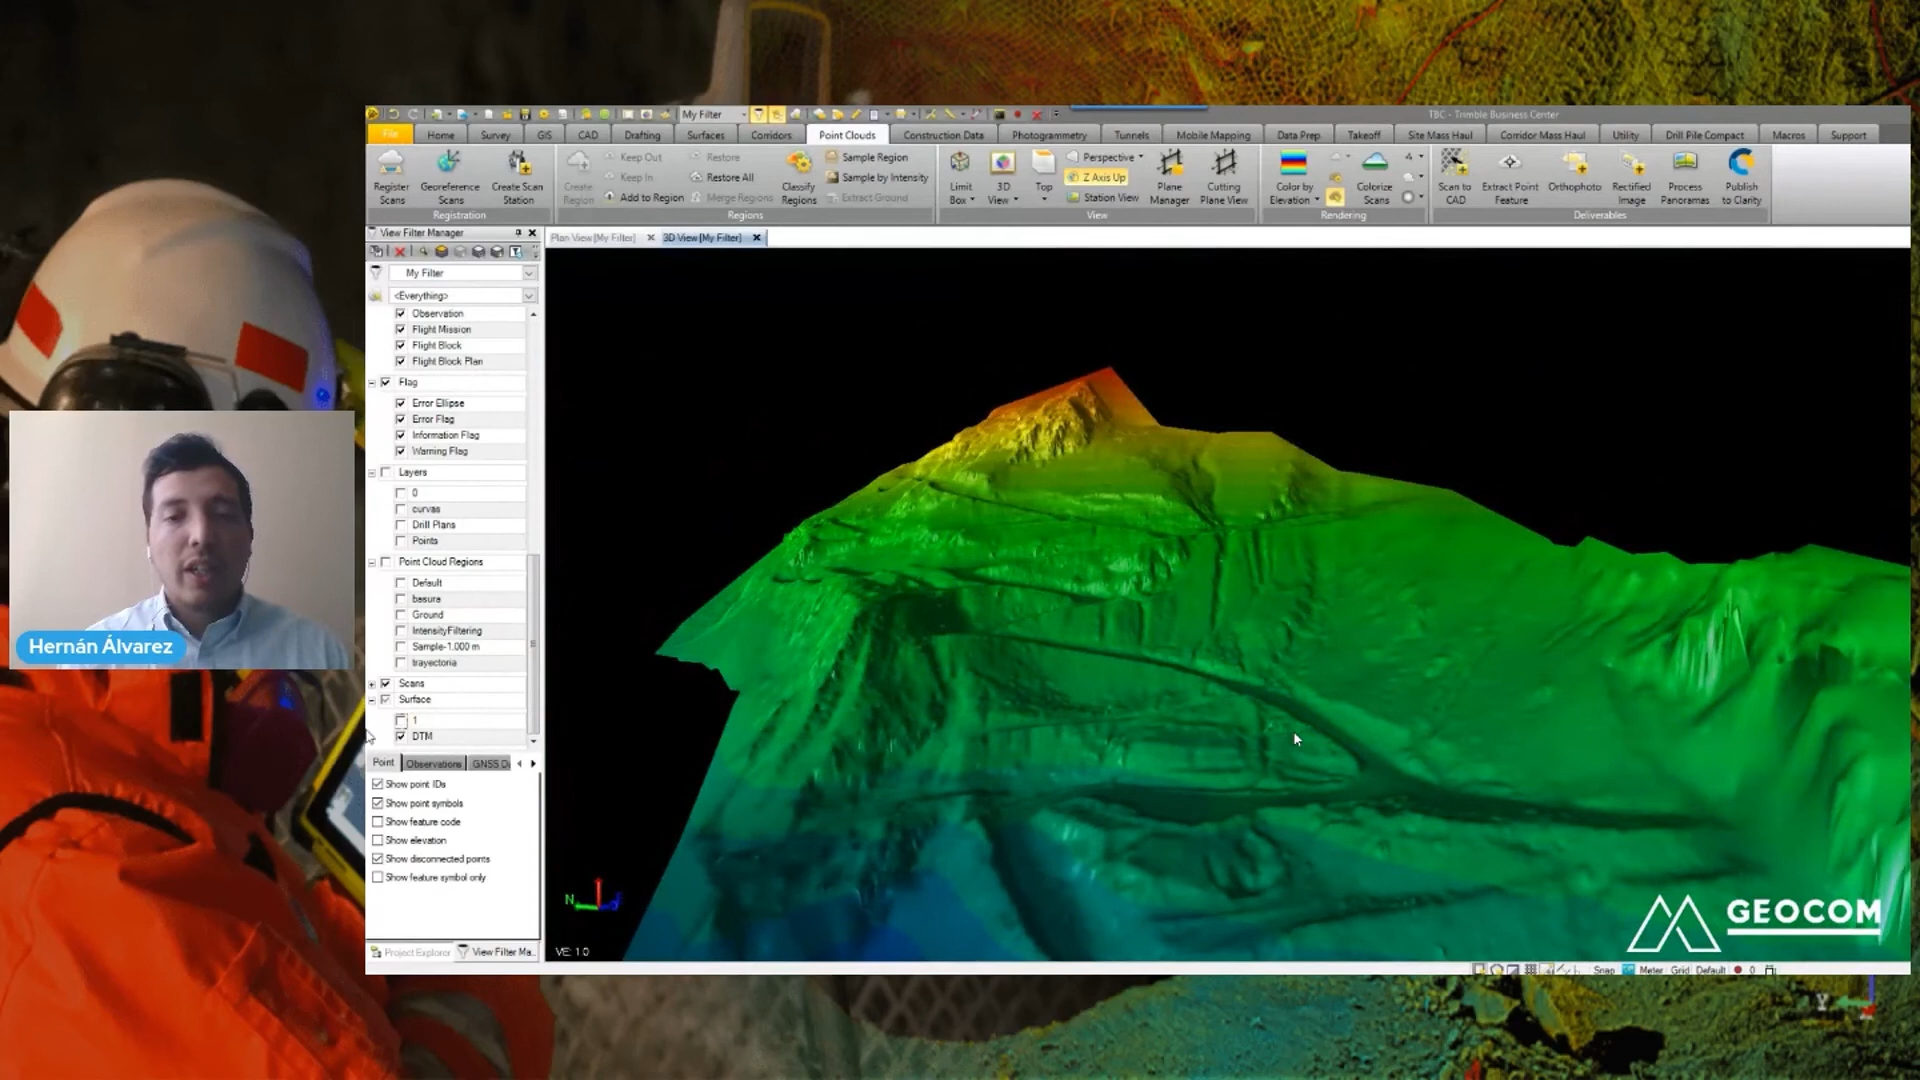 My Filter
TBC - Trimble Business Center
File
Home
Survey
GIS
CAD
Drafting
Surfaces
Corridors
Point Clouds
Construction Data
Photogrammetry
Tunnels
Mobile Mapping
Data Prep
Takeoff
Site Mass Haul
Corridor Mass Haul
Utility
Drill Pile Compact
Macros
Support
Register Scans
Georeference Scans
Create Scan Station
Registration
Create Region
Keep Out
Keep In
Add to Region
Restore
Restore All
Merge Regions
Classify Regions
Sample Region
Sample by Intensity
Extract Ground
Regions
Limit Box
3D View
Top
Perspective
Z Axis Up
Station View
Plane Manager
Cutting Plane View
View
Color by Elevation
Colorize Scans
Rendering
Scan to CAD
Extract Point Feature
Orthophoto
Rectified Image
Process Panoramas
Publish to Clarity
Deliverables
View Filter Manager
Plan View [My Filter]
3D View [My Filter]
My Filter
<Everything>
Observation
Flight Mission
Flight Block
Flight Block Plan
Flag
Error Ellipse
Error Flag
Information Flag
Warning Flag
Layers
0
curvas
Drill Plans
Points
Point Cloud Regions
Default
basura
Ground
IntensityFiltering
Sample-1.000 m
trayectoria
Scans
Surface
1
DTM
Point
Observations
GNSS
Show point IDs
Show point symbols
Show feature code
Show elevation
Show disconnected points
Show feature symbol only
Project Explorer
View Filter Ma...
N
VE: 1.0
Snap
Meter
Grid
Default
0
Hernán Álvarez
GEOCOM
Y